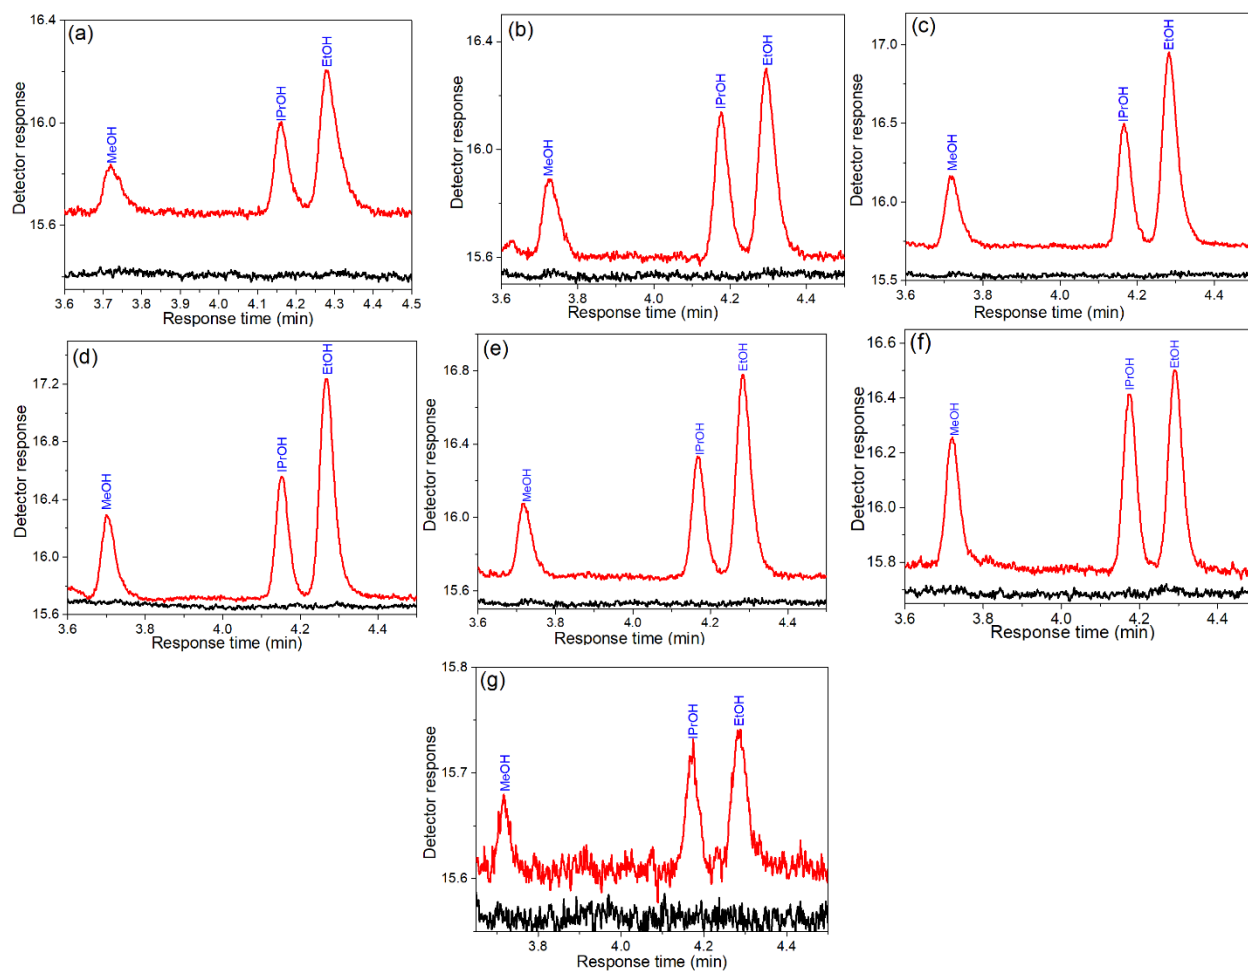 (a)
16.4
16.0
15.6
Detector response
MeOH
IPrOH
EtOH
3.6 3.7 3.8 3.9 4.0 4.1 4.2 4.3 4.4 4.5
Response time (min)
(b)
16.4
16.0
15.6
Detector response
MeOH
IPrOH
EtOH
3.6 3.8 4.0 4.2 4.4
Response time (min)
(c)
17.0
16.5
16.0
15.5
Detector response
MeOH
IPrOH
EtOH
3.6 3.8 4.0 4.2 4.4
Response time (min)
(d)
17.2
16.8
16.4
16.0
15.6
Detector response
MeOH
IPrOH
EtOH
3.6 3.8 4.0 4.2 4.4
Response time (min)
(e)
16.8
16.4
16.0
15.6
Detector response
MeOH
IPrOH
EtOH
3.6 3.8 4.0 4.2 4.4
Response time (min)
(f)
16.6
16.4
16.2
16.0
15.8
Detector response
MeOH
IPrOH
EtOH
3.6 3.8 4.0 4.2 4.4
Response time (min)
(g)
15.8
15.7
15.6
Detector response
MeOH
IPrOH
EtOH
3.8 4.0 4.2 4.4
Response time (min)